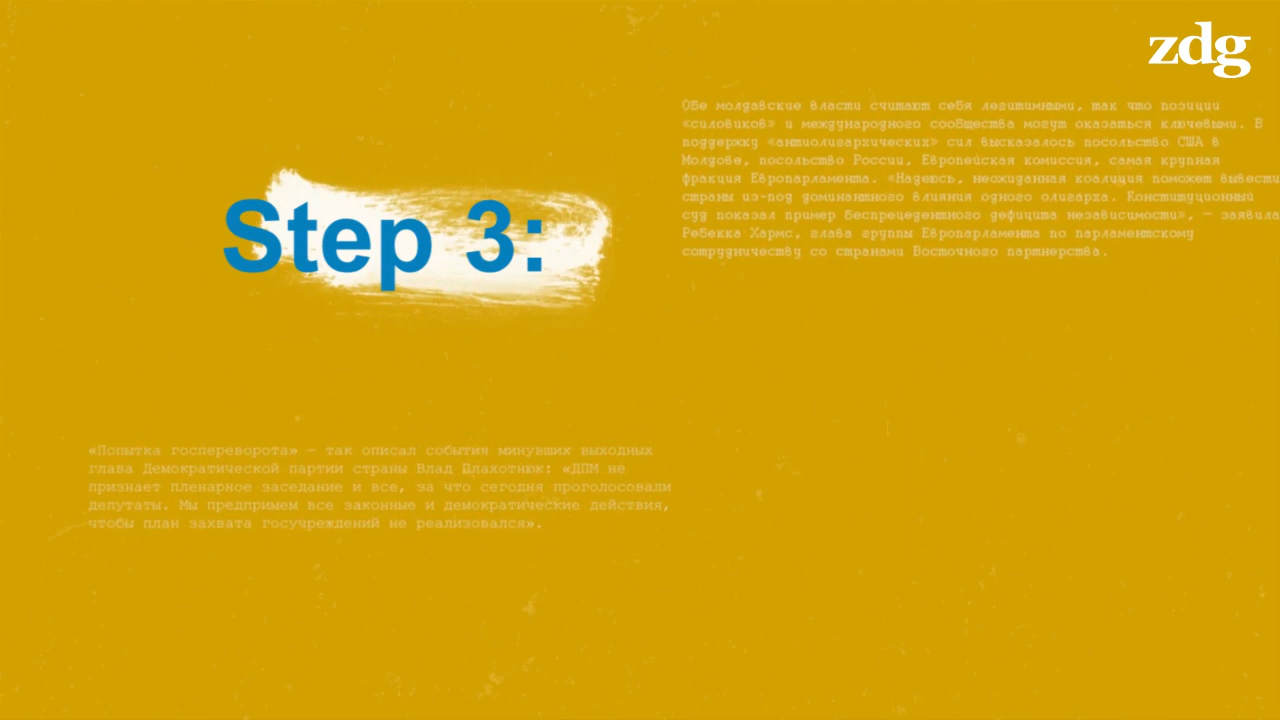 zdg
Обе молдавские власти считают себя легитимными, так что позиции
«силовиков» и международного сообщества могут оказаться ключевыми. В
поддержку «антиолигархических» сил высказалось посольство США в
Молдове, посольство России, Европейская комиссия, самая крупная
фракция Европарламента. «Надеюсь, неожиданная коалиция поможет вывести
страны из-под доминантного влияния одного олигарха. Конституционный
суд показал пример беспрецедентного дефицита независимости», — заявила
Ребекка Хармс, глава группы Европарламента по парламентскому
сотрудничеству со странами Восточного партнерства.
Step 3:
«Попытка госпереворота» — так описал события минувших выходных
глава Демократической партии страны Влад Плахотнюк: «ДПМ не
признает пленарное заседание и все, за что сегодня проголосовали
депутаты. Мы предпримем все законные и демократические действия,
чтобы план захвата госучреждений не реализовался».